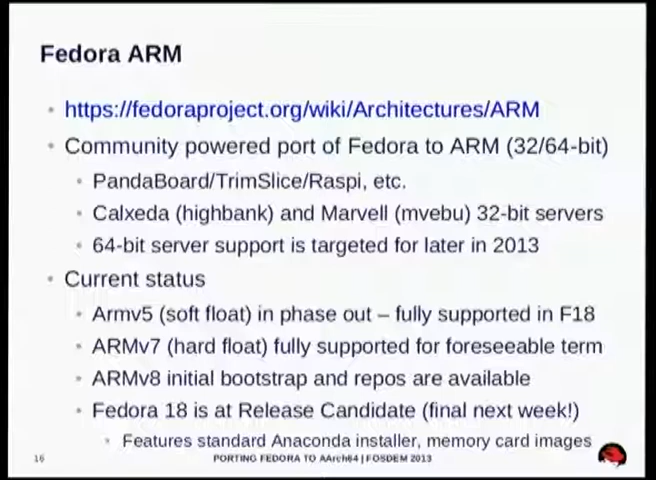 Fedora ARM
https://fedoraproject.org/wiki/Architectures/ARM
Community powered port of Fedora to ARM (32/64-bit)
PandaBoard/TrimSlice/Raspi, etc.
Calxeda (highbank) and Marvell (mvebu) 32-bit servers
64-bit server support is targeted for later in 2013
Current status
Armv5 (soft float) in phase out – fully supported in F18
ARMv7 (hard float) fully supported for foreseeable term
ARMv8 initial bootstrap and repos are available
Fedora 18 is at Release Candidate (final next week!)
Features standard Anaconda installer, memory card images
16 PORTING FEDORA TO AArch64 | FOSDEM 2013